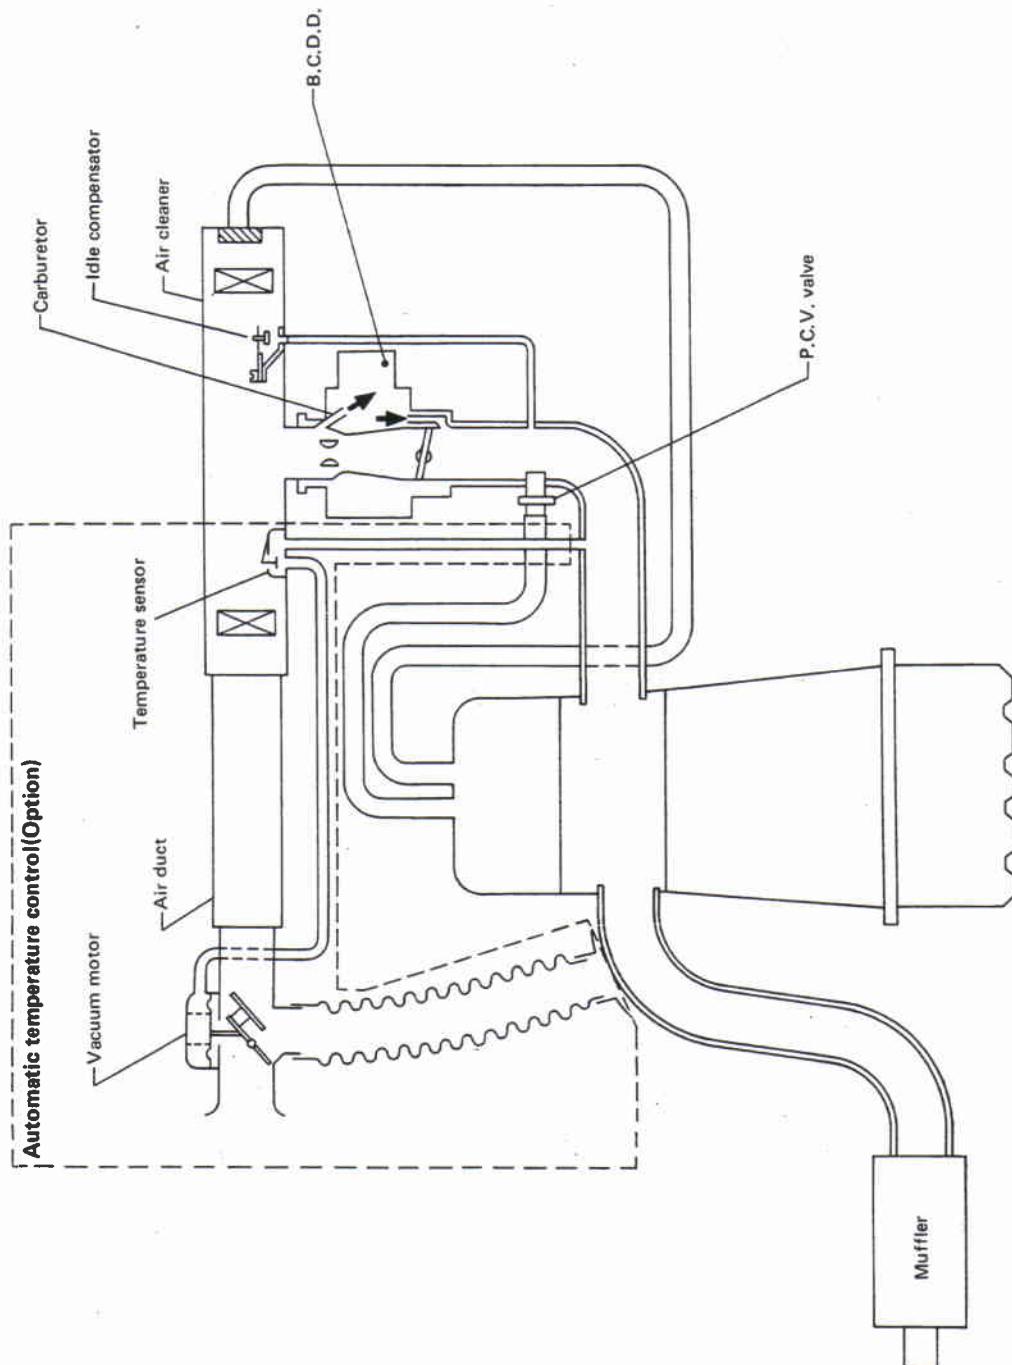 Automatic temperature control(Option)
Vacuum motor
Air duct
Temperature sensor
Carburetor
Idle compensator
Air cleaner
B.C.D.D.
P.C.V. valve
Muffler